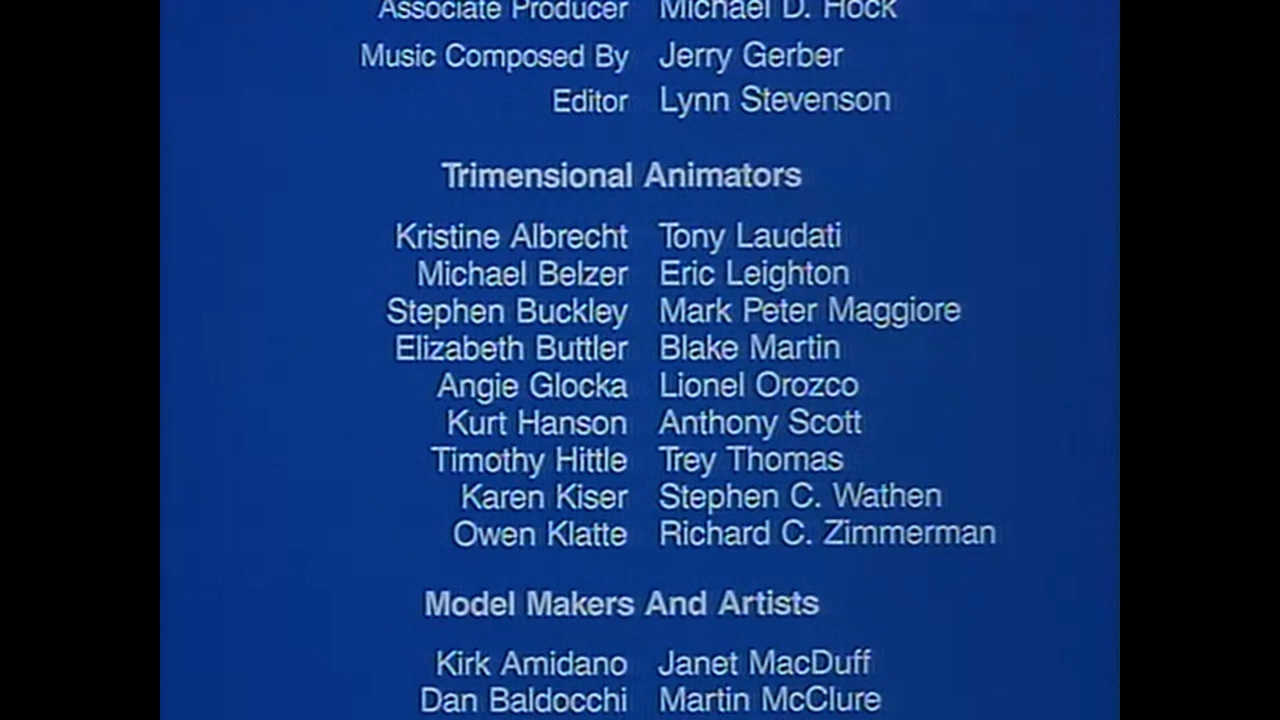 Associate Producer Michael D. Hock
Music Composed By Jerry Gerber
Editor Lynn Stevenson
Trimensional Animators
Kristine Albrecht Tony Laudati
Michael Belzer Eric Leighton
Stephen Buckley Mark Peter Maggiore
Elizabeth Buttler Blake Martin
Angie Glocka Lionel Orozco
Kurt Hanson Anthony Scott
Timothy Hittle Trey Thomas
Karen Kiser Stephen C. Wathen
Owen Klatte Richard C. Zimmerman
Model Makers And Artists
Kirk Amidano Janet MacDuff
Dan Baldocchi Martin McClure